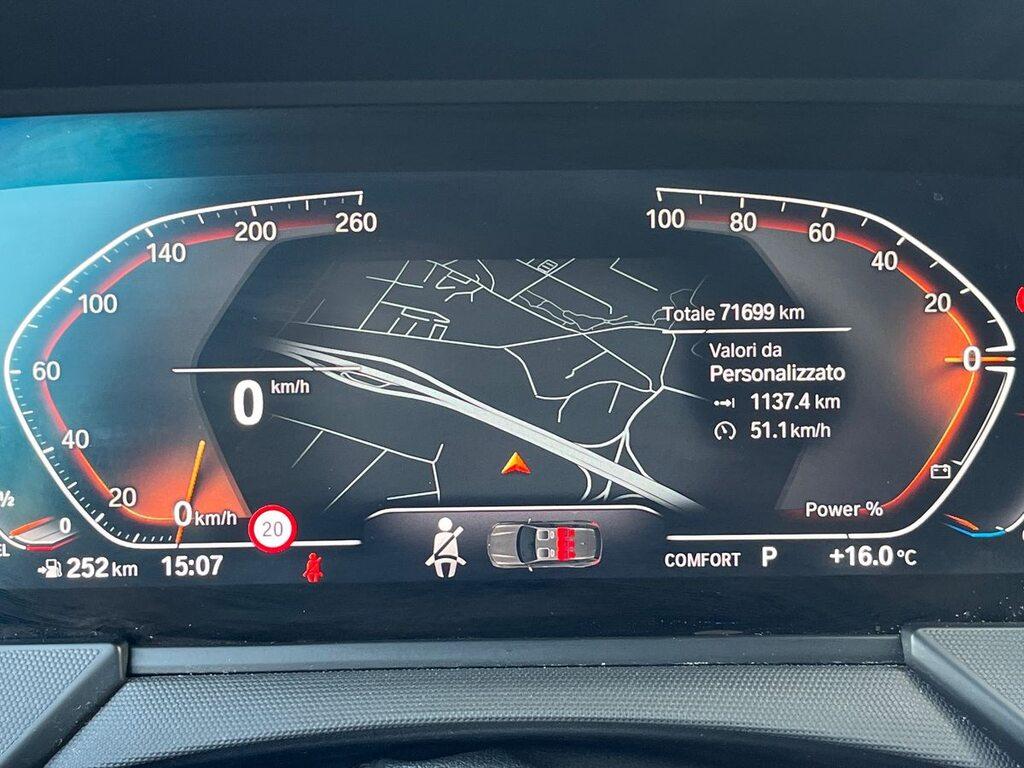 260
200
140
100
60
40
20
0 km/h
0 km/h
20
100
80
60
40
20
0
Power %
Totale 71699 km
Valori da
Personalizzato
1137.4 km
51.1 km/h
½
0
252 km
15:07
COMFORT P
+16.0 °C